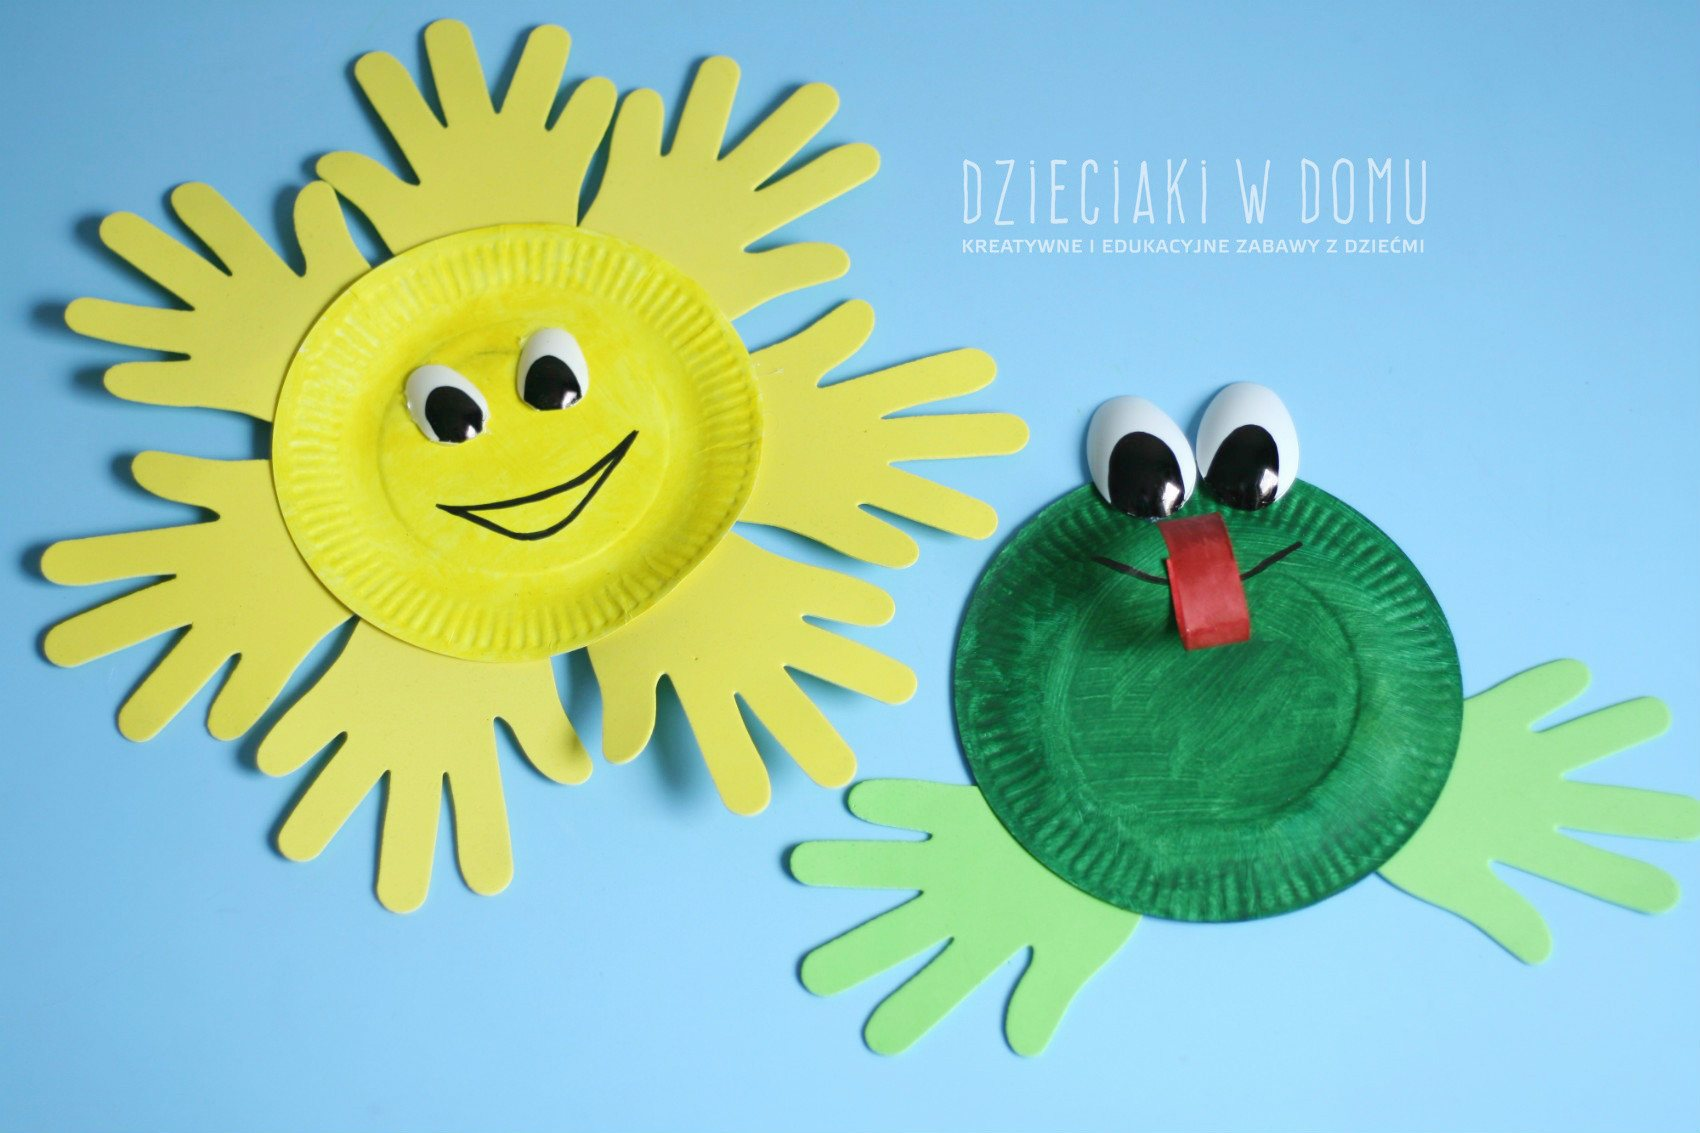 DZIECIAKI W DOMU
KREATYWNE I EDUKACYJNE ZABAWY Z DZIEĆMI